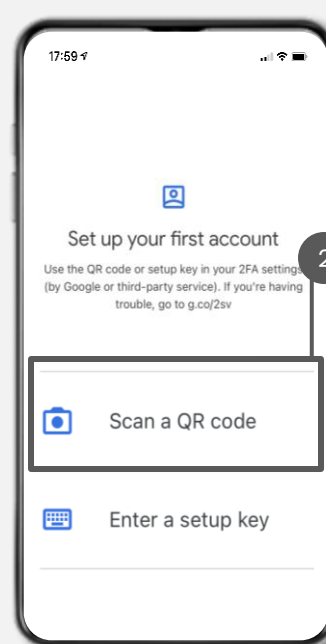 17:59
Set up your first account
Use the QR code or setup key in your 2FA settings
(by Google or third-party service). If you're having
trouble, go to g.co/2sv
2
Scan a QR code
Enter a setup key